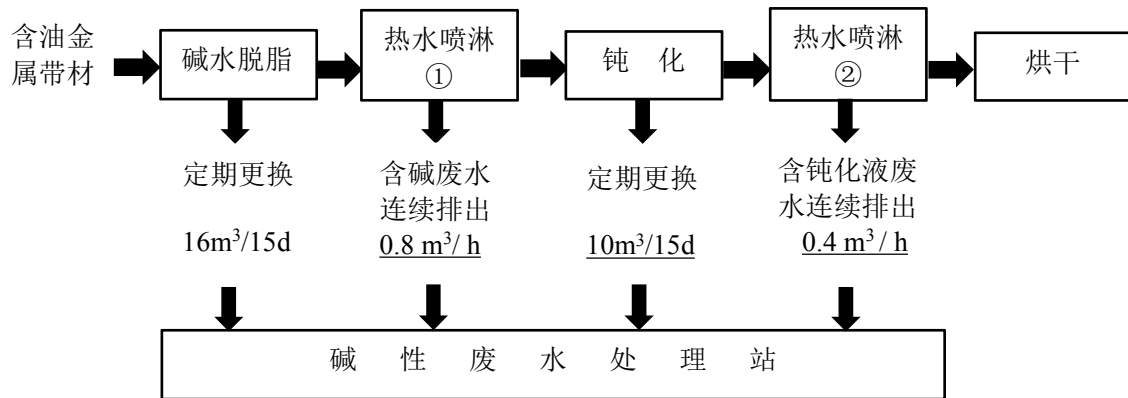 含油金
属带材
碱水脱脂
热水喷淋
①
钝 化
热水喷淋
②
烘干
定期更换
16m³/15d
含碱废水
连续排出
0.8 m³/ h
定期更换
10m³/15d
含钝化液废
水连续排出
0.4 m³/ h
碱 性 废 水 处 理 站